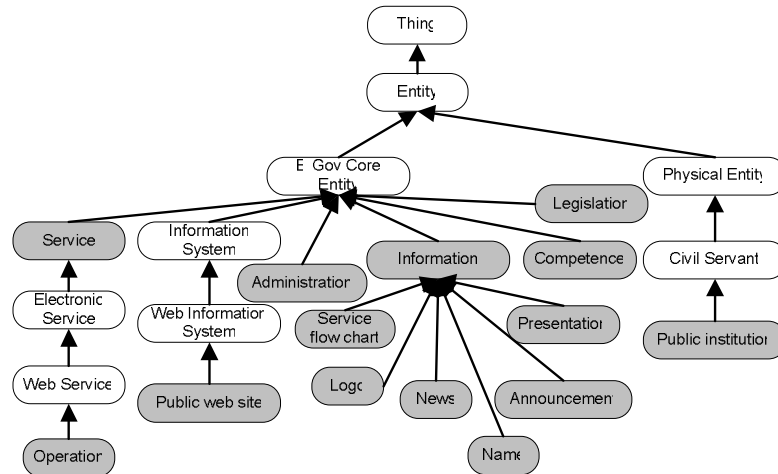 Thing
Entity
E Gov Core
Entity
Physical Entity
Legislation
Service
Information
System
Information
Competence
Civil Servant
Administration
Electronic
Service
Web Information
System
Service
flow chart
Presentation
Public institution
Web Service
Public web site
Logo
News
Announcement
Operation
Name